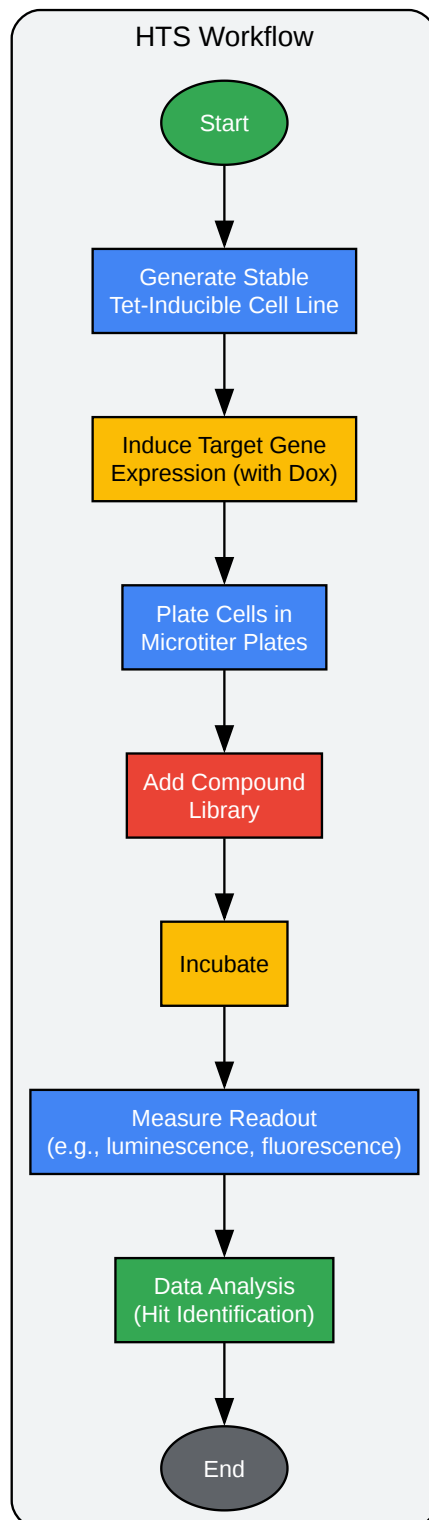 HTS Workflow
Start
Generate Stable
Tet-Inducible Cell Line
Induce Target Gene
Expression (with Dox)
Plate Cells in
Microtiter Plates
Add Compound
Library
Incubate
Measure Readout
(e.g., luminescence, fluorescence)
Data Analysis
(Hit Identification)
End